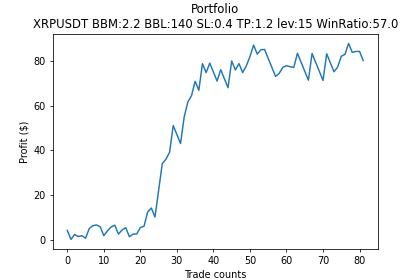 Portfolio
XRPUSDT BBM:2.2 BBL:140 SL:0.4 TP:1.2 lev:15 WinRatio:57.0
80
60
40
20
0
Profit ($)
0 10 20 30 40 50 60 70 80
Trade counts